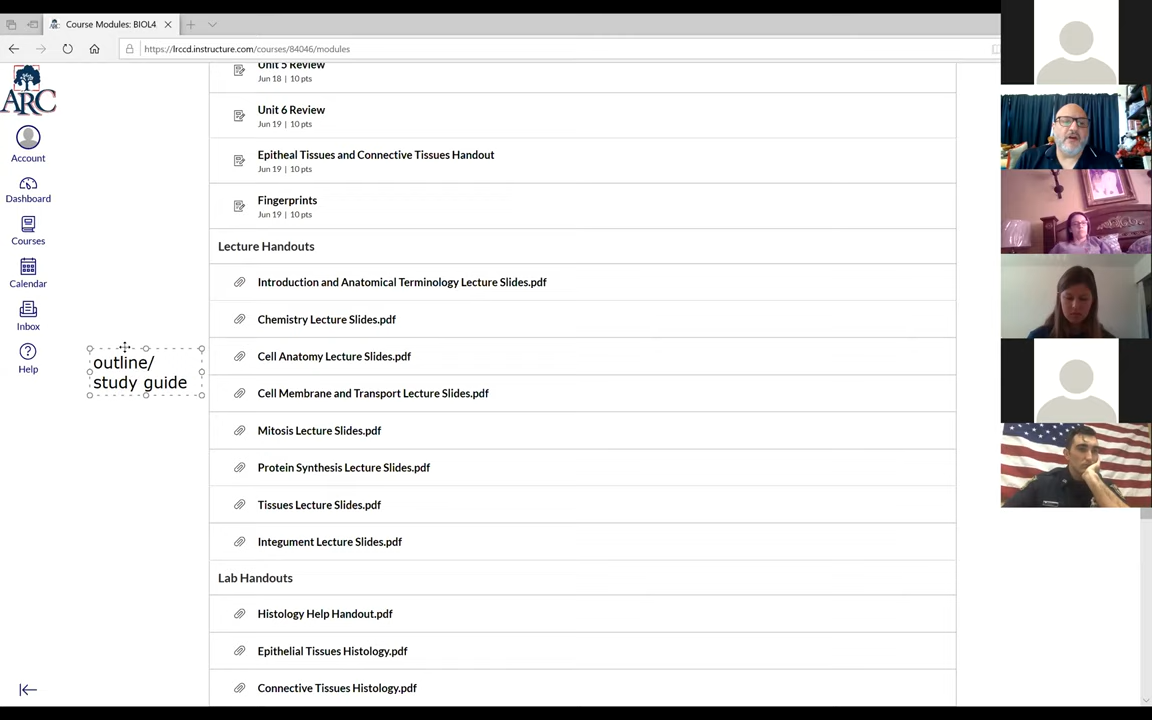 Course Modules: BIOL4
https://lrccd.instructure.com/courses/84046/modules
ARC
Account
Dashboard
Courses
Calendar
Inbox
Help
outline/
study guide
Unit 5 Review
Jun 18 | 10 pts
Unit 6 Review
Jun 19 | 10 pts
Epitheal Tissues and Connective Tissues Handout
Jun 19 | 10 pts
Fingerprints
Jun 19 | 10 pts
Lecture Handouts
Introduction and Anatomical Terminology Lecture Slides.pdf
Chemistry Lecture Slides.pdf
Cell Anatomy Lecture Slides.pdf
Cell Membrane and Transport Lecture Slides.pdf
Mitosis Lecture Slides.pdf
Protein Synthesis Lecture Slides.pdf
Tissues Lecture Slides.pdf
Integument Lecture Slides.pdf
Lab Handouts
Histology Help Handout.pdf
Epithelial Tissues Histology.pdf
Connective Tissues Histology.pdf